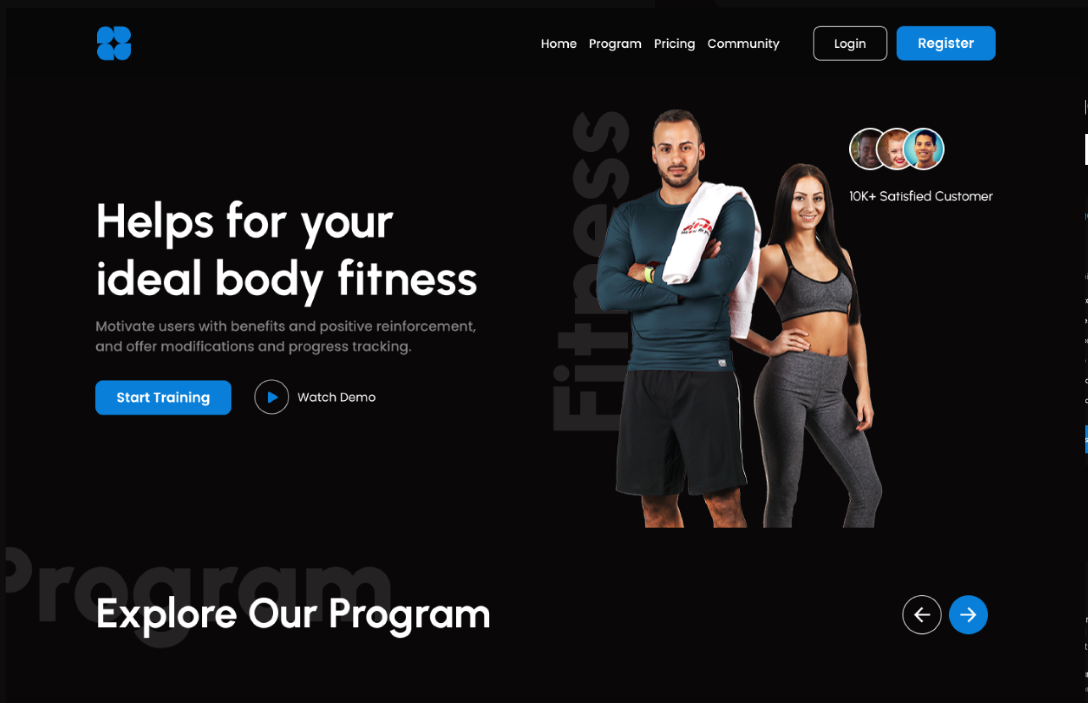 Home Program Pricing Community Login Register
Fitness
10K+ Satisfied Customer
Helps for your
ideal body fitness
Motivate users with benefits and positive reinforcement,
and offer modifications and progress tracking.
Start Training Watch Demo
Program
Explore Our Program